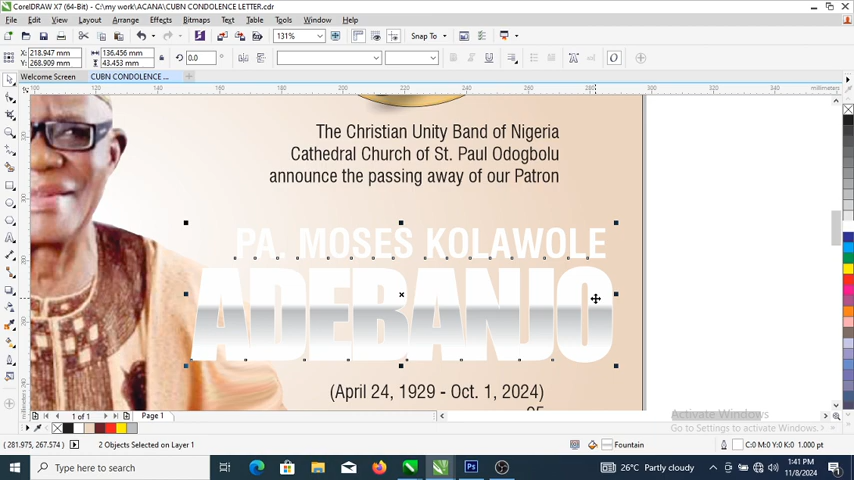 CorelDRAW X7 (64-Bit) - C:\my work\ACANA\CUBN CONDOLENCE LETTER.cdr
File Edit View Layout Arrange Effects Bitmaps Text Table Tools Window Help
131% Snap To
X: 218.947 mm 136.456 mm
Y: 268.909 mm 43.453 mm
0.0
Welcome Screen CUBN CONDOLENCE ...
millimeters
The Christian Unity Band of Nigeria
Cathedral Church of St. Paul Odogbolu
announce the passing away of our Patron
PA. MOSES KOLAWOLE
ADEBANJO
(April 24, 1929 - Oct. 1, 2024)
1 of 1 Page 1
Activate Windows
Go to Settings to activate Windows.
(281.975, 267.574) 2 Objects Selected on Layer 1 Fountain C:0 M:0 Y:0 K:0 1.000 pt
Type here to search
26°C Partly cloudy
1:41 PM
11/8/2024